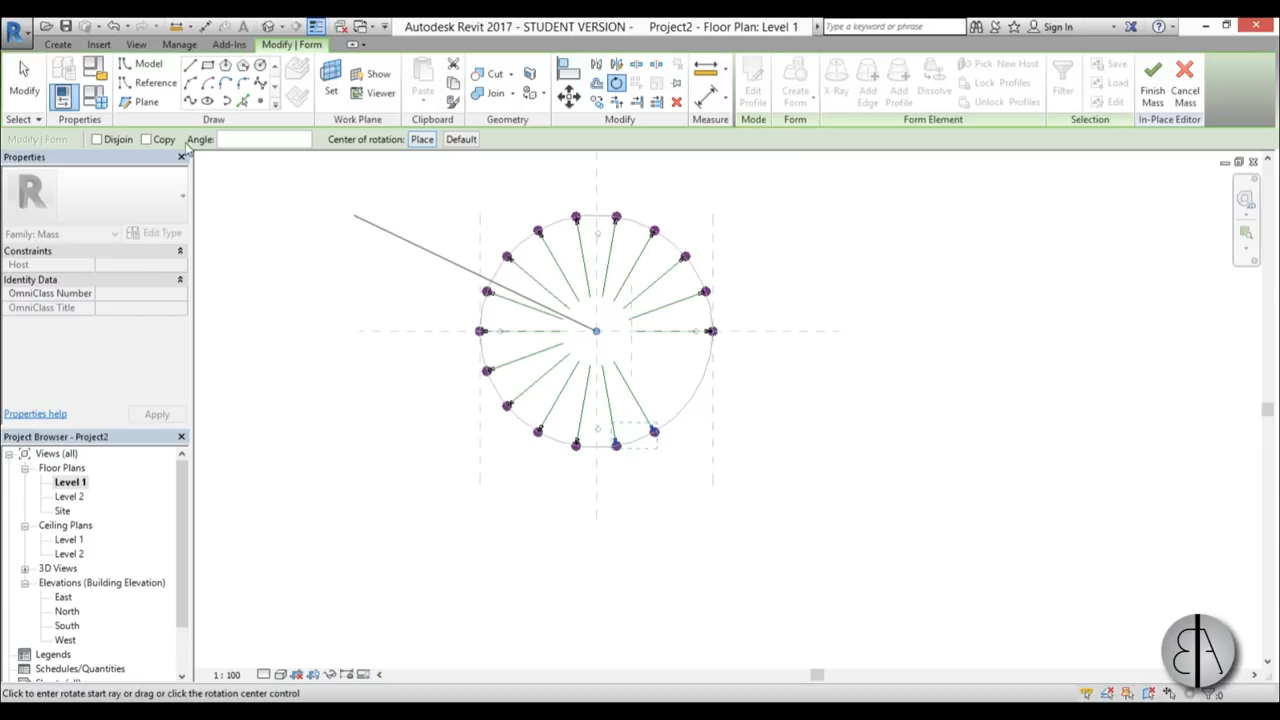 Autodesk Revit 2017 - STUDENT VERSION - Project2 - Floor Plan: Level 1
Type a keyword or phrase
Sign In
Create Insert View Manage Add-Ins Modify | Form
Model Reference Plane
Set Show Viewer
Paste
Cut Join
Edit Profile
Create Form
X-Ray Add Edge Add Profile Dissolve
Pick New Host Lock Profiles Unlock Profiles
Filter
Save Load Edit
Finish Mass Cancel Mass
Modify
Select Properties Draw Work Plane Clipboard Geometry Modify Measure Mode Form Form Element Selection In-Place Editor
Modify | Form Disjoin Copy Angle: Center of rotation: Place Default
Properties
R
Family: Mass Edit Type
Constraints
Host
Identity Data
OmniClass Number
OmniClass Title
Properties help Apply
Project Browser - Project2
Views (all)
Floor Plans
Level 1
Level 2
Site
Ceiling Plans
Level 1
Level 2
3D Views
Elevations (Building Elevation)
East
North
South
West
Legends
Schedules/Quantities
1 : 100
Click to enter rotate start ray or drag or click the rotation center control
:0